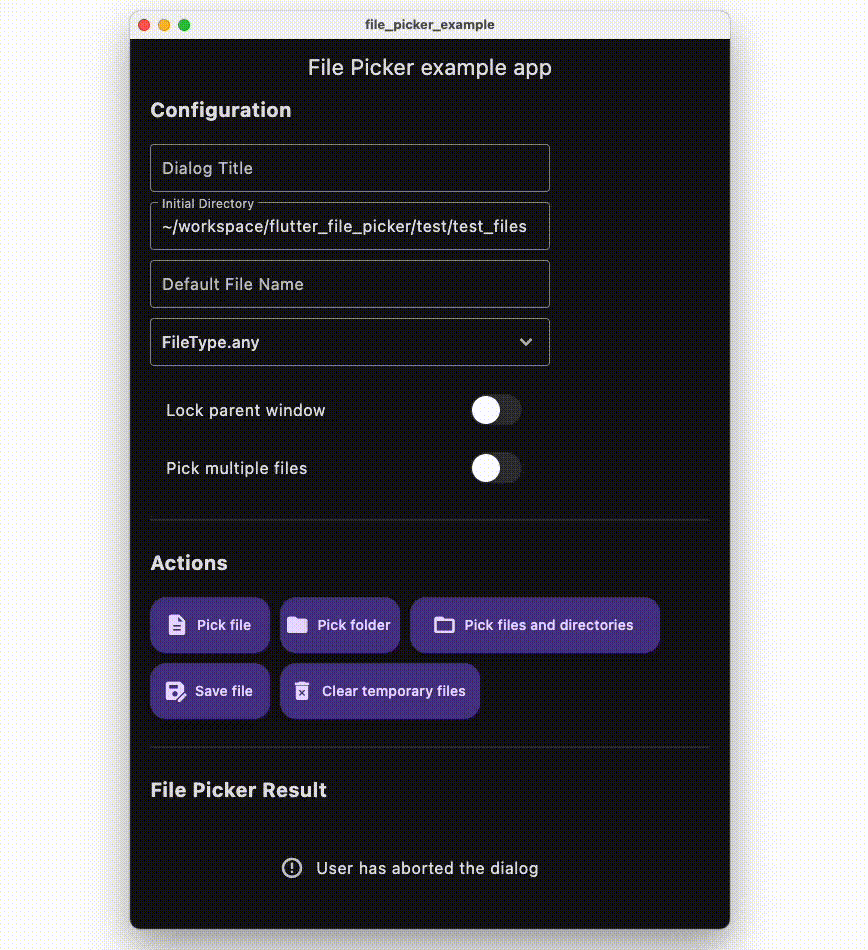 file_picker_example
File Picker example app
Configuration
Dialog Title
Initial Directory
~/workspace/flutter_file_picker/test/test_files
Default File Name
FileType.any
Lock parent window
Pick multiple files
Actions
Pick file
Pick folder
Pick files and directories
Save file
Clear temporary files
File Picker Result
User has aborted the dialog